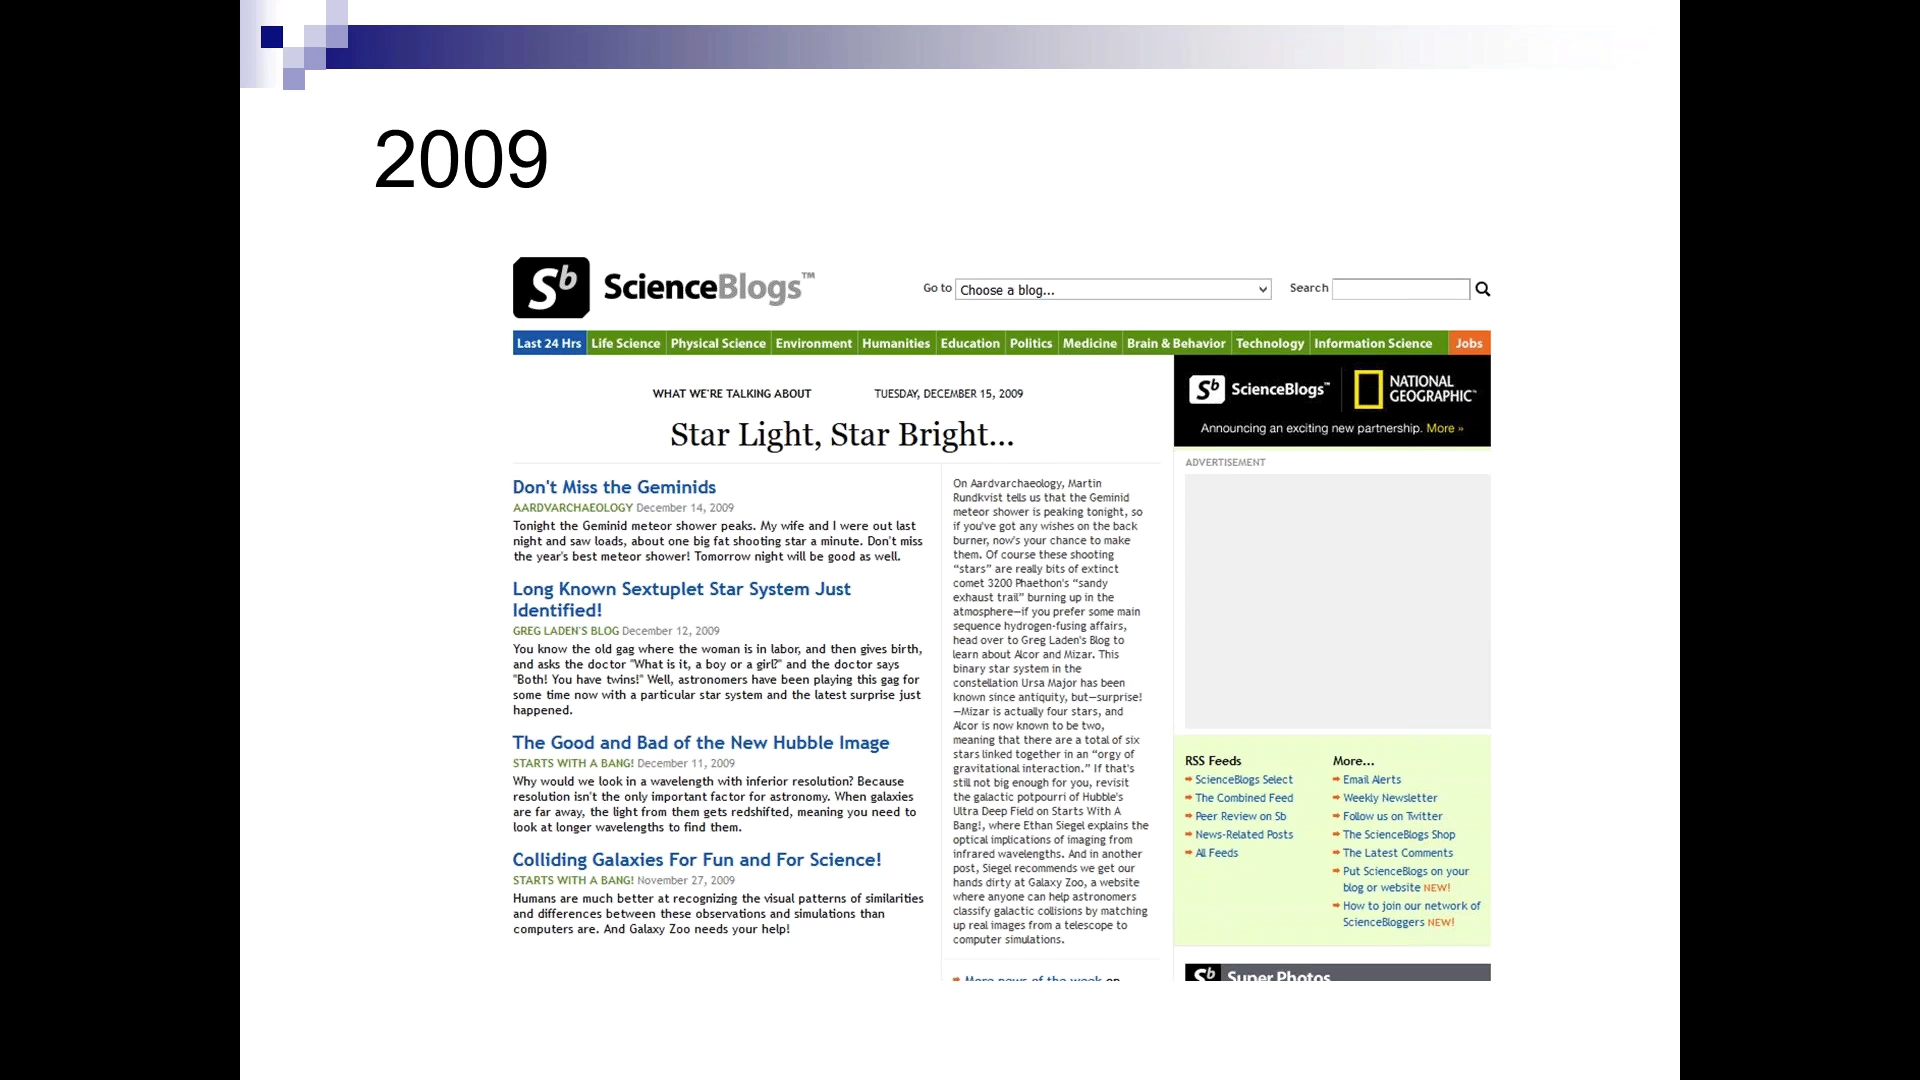 2009
Sb ScienceBlogs™
Go to Choose a blog... Search
Last 24 Hrs Life Science Physical Science Environment Humanities Education Politics Medicine Brain & Behavior Technology Information Science Jobs
WHAT WE'RE TALKING ABOUT TUESDAY, DECEMBER 15, 2009
Star Light, Star Bright...
Don't Miss the Geminids
AARDVARCHAEOLOGY December 14, 2009
Tonight the Geminid meteor shower peaks. My wife and I were out last
night and saw loads, about one big fat shooting star a minute. Don't miss
the year's best meteor shower! Tomorrow night will be good as well.
Long Known Sextuplet Star System Just
Identified!
GREG LADEN'S BLOG December 12, 2009
You know the old gag where the woman is in labor, and then gives birth,
and asks the doctor "What is it, a boy or a girl?" and the doctor says
"Both! You have twins!" Well, astronomers have been playing this gag for
some time now with a particular star system and the latest surprise just
happened.
The Good and Bad of the New Hubble Image
STARTS WITH A BANG! December 11, 2009
Why would we look in a wavelength with inferior resolution? Because
resolution isn't the only important factor for astronomy. When galaxies
are far away, the light from them gets redshifted, meaning you need to
look at longer wavelengths to find them.
Colliding Galaxies For Fun and For Science!
STARTS WITH A BANG! November 27, 2009
Humans are much better at recognizing the visual patterns of similarities
and differences between these observations and simulations than
computers are. And Galaxy Zoo needs your help!
On Aardvarchaeology, Martin
Rundkvist tells us that the Geminid
meteor shower is peaking tonight, so
if you've got any wishes on the back
burner, now's your chance to make
them. Of course these shooting
“stars” are really bits of extinct
comet 3200 Phaethon's “sandy
exhaust trail” burning up in the
atmosphere—if you prefer some main
sequence hydrogen-fusing affairs,
head over to Greg Laden's Blog to
learn about Alcor and Mizar. This
binary star system in the
constellation Ursa Major has been
known since antiquity, but—surprise!
—Mizar is actually four stars, and
Alcor is now known to be two,
meaning that there are a total of six
stars linked together in an “orgy of
gravitational interaction.” If that's
still not big enough for you, revisit
the galactic potpourri of Hubble's
Ultra Deep Field on Starts With A
Bang!, where Ethan Siegel explains the
optical implications of imaging from
infrared wavelengths. And in another
post, Siegel recommends we get our
hands dirty at Galaxy Zoo, a website
where anyone can help astronomers
classify galactic collisions by matching
up real images from a telescope to
computer simulations.
More news of the week on
Sb ScienceBlogs™ NATIONAL
GEOGRAPHIC™
Announcing an exciting new partnership. More »
ADVERTISEMENT
RSS Feeds
ScienceBlogs Select
The Combined Feed
Peer Review on Sb
News-Related Posts
All Feeds
More...
Email Alerts
Weekly Newsletter
Follow us on Twitter
The ScienceBlogs Shop
The Latest Comments
Put ScienceBlogs on your
blog or website NEW!
How to join our network of
ScienceBloggers NEW!
Sb Super Photos